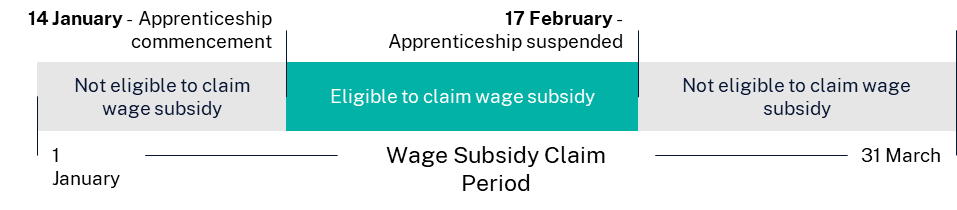 14 January - Apprenticeship
commencement
17 February -
Apprenticeship suspended
Not eligible to claim
wage subsidy
Eligible to claim wage subsidy
Not eligible to claim wage
subsidy
1
January
Wage Subsidy Claim
Period
31 March